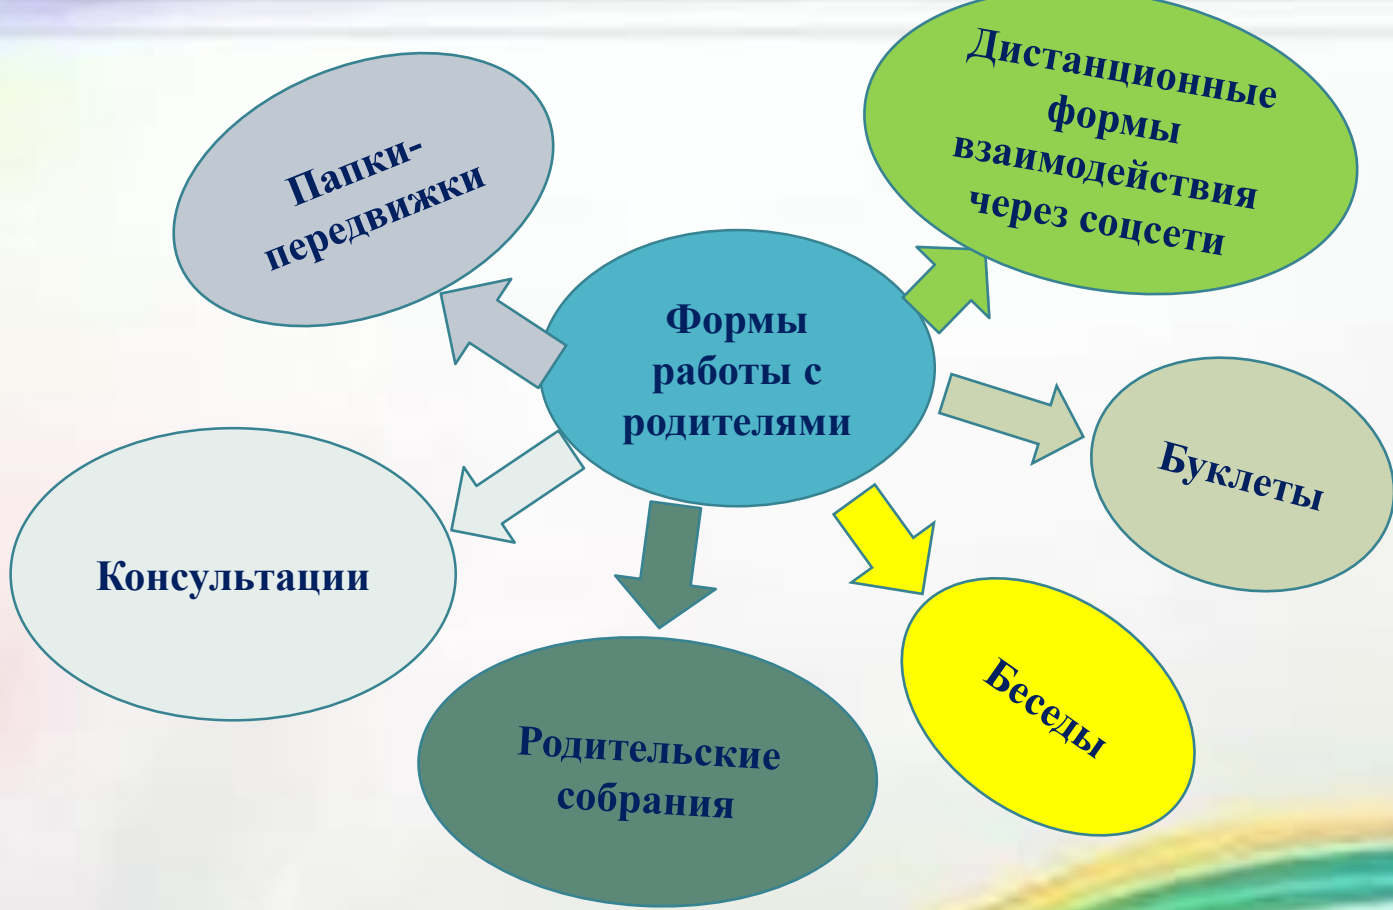 Дистанционные
формы
взаимодействия
через соцсети
Папки-
передвижки
Формы
работы с
родителями
Буклеты
Консультации
Беседы
Родительские
собрания